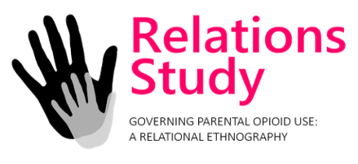 Relations
Study
GOVERNING PARENTAL OPIOID USE:
A RELATIONAL ETHNOGRAPHY